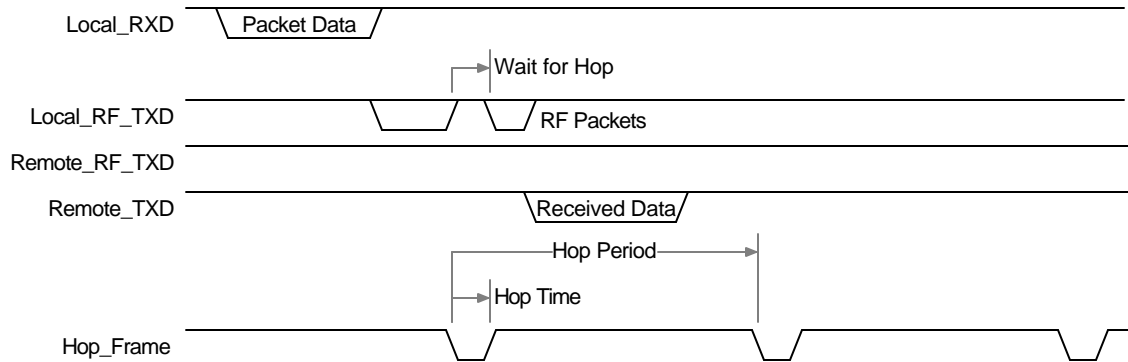 Local_RXD
Packet Data
Wait for Hop
Local_RF_TXD
RF Packets
Remote_RF_TXD
Remote_TXD
Received Data
Hop Period
Hop Time
Hop_Frame